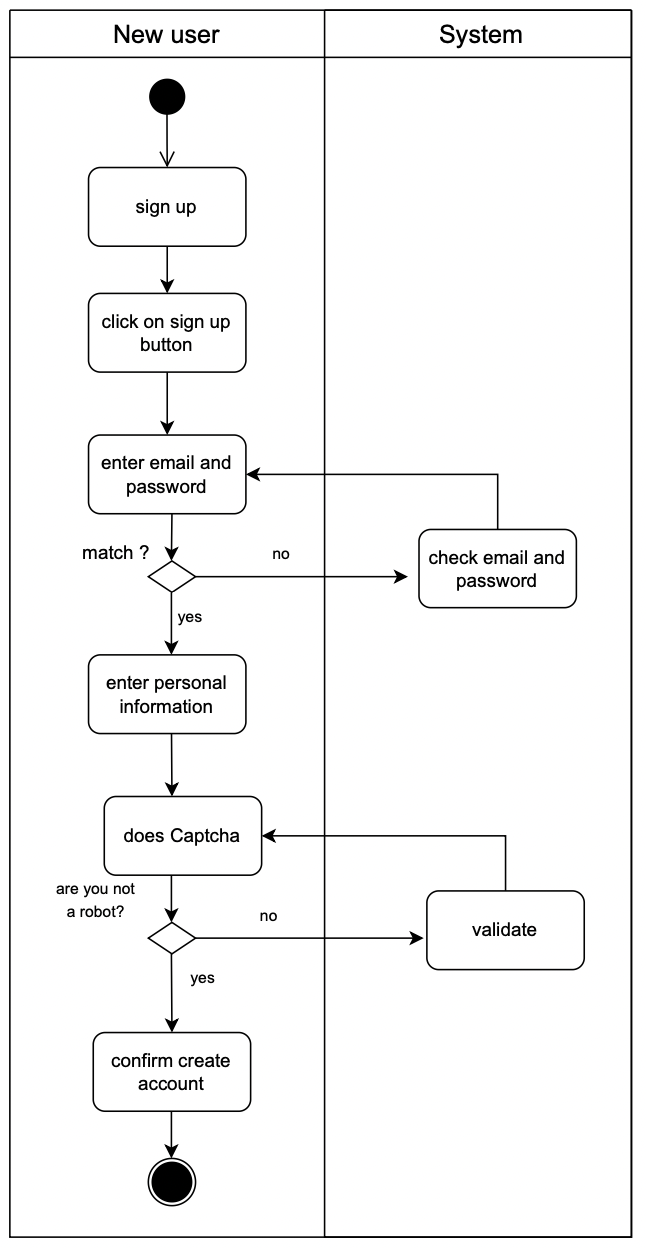 New user
System
sign up
click on sign up
button
enter email and
password
match ?
no
check email and
password
yes
enter personal
information
does Captcha
are you not
a robot?
no
validate
yes
confirm create
account